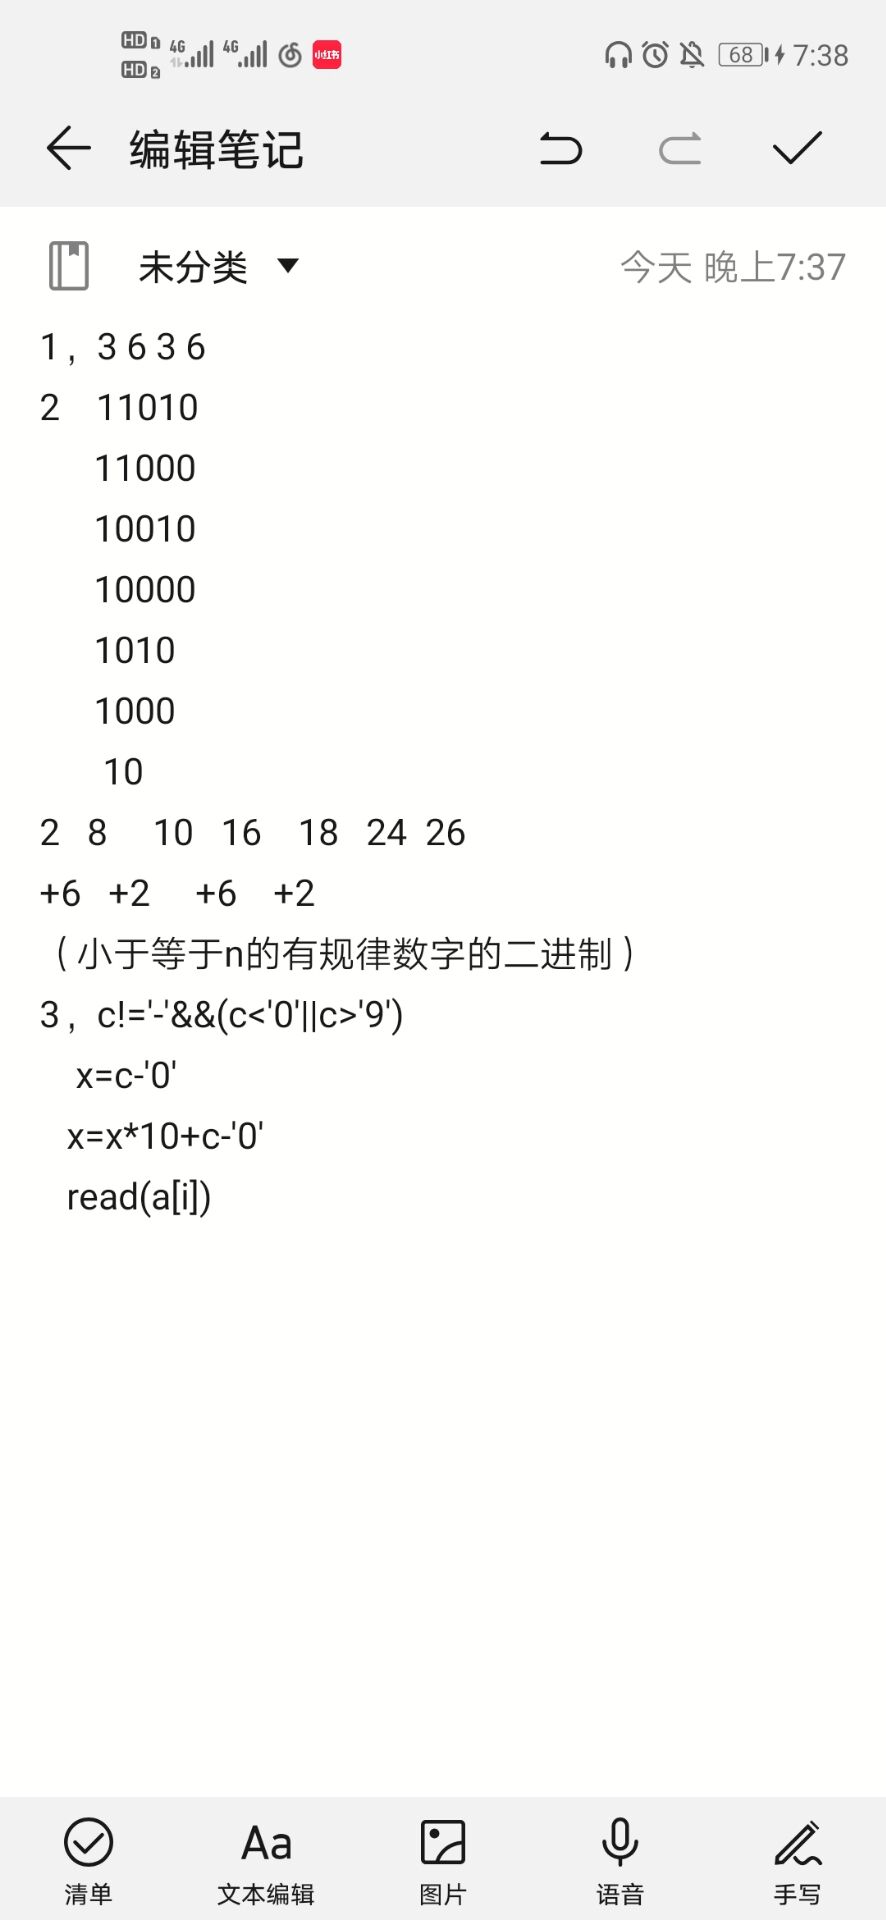 HD 1 4G 4G 小红书 68 7:38
HD 2
编辑笔记
未分类 今天 晚上7:37
1，3 6 3 6
2 11010
11000
10010
10000
1010
1000
10
2 8 10 16 18 24 26
+6 +2 +6 +2
（小于等于n的有规律数字的二进制）
3，c!='-'&&(c<'0'||c>'9')
x=c-'0'
x=x*10+c-'0'
read(a[i])
Aa
清单 文本编辑 图片 语音 手写